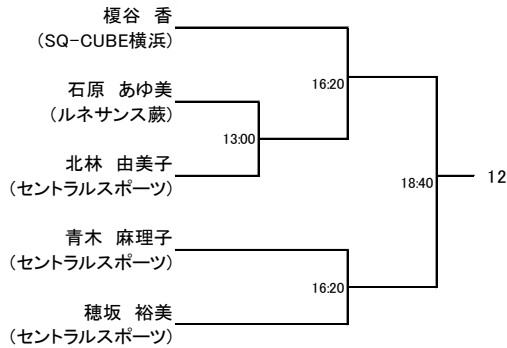 榎谷 香
(SQ-CUBE横浜)
16:20
石原 あゆ美
(ルネサンス蕨)
13:00
北林 由美子
(セントラルスポーツ)
18:40
12
青木 麻理子
(セントラルスポーツ)
16:20
穂坂 裕美
(セントラルスポーツ)